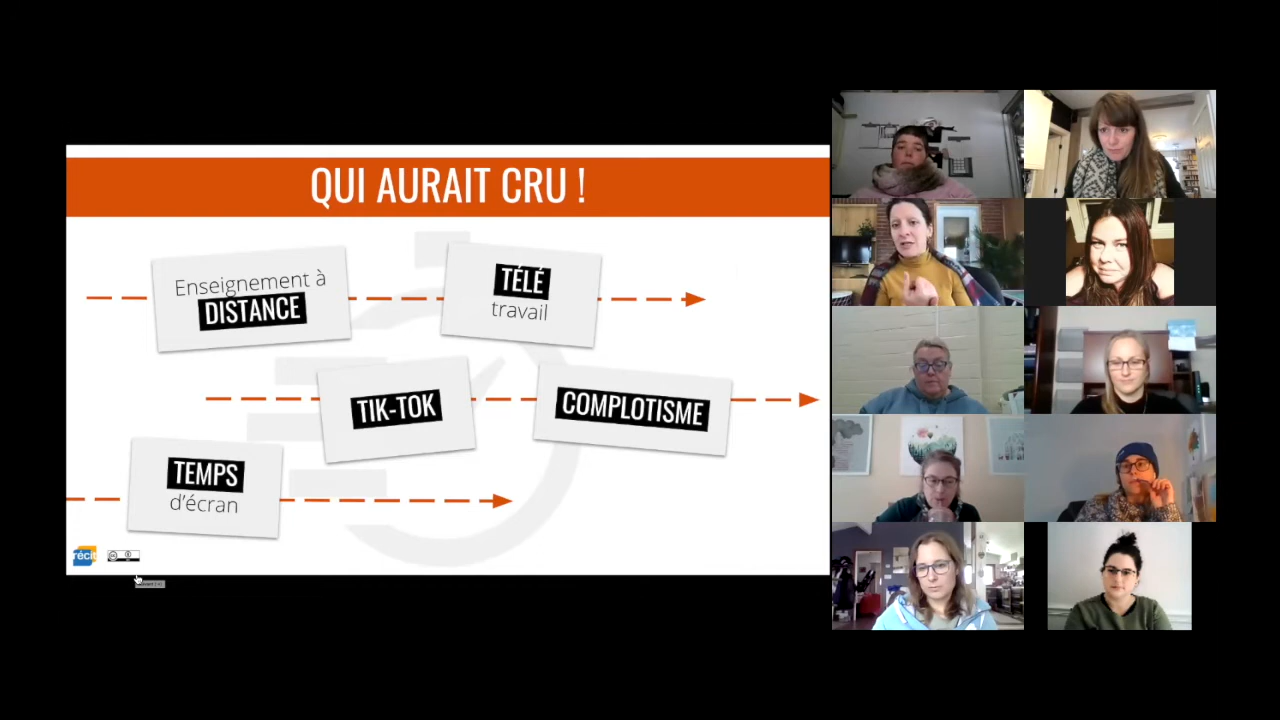 QUI AURAIT CRU !
Enseignement à
DISTANCE
TÉLÉ
travail
TIK-TOK
COMPLOTISME
TEMPS
d'écran
récit